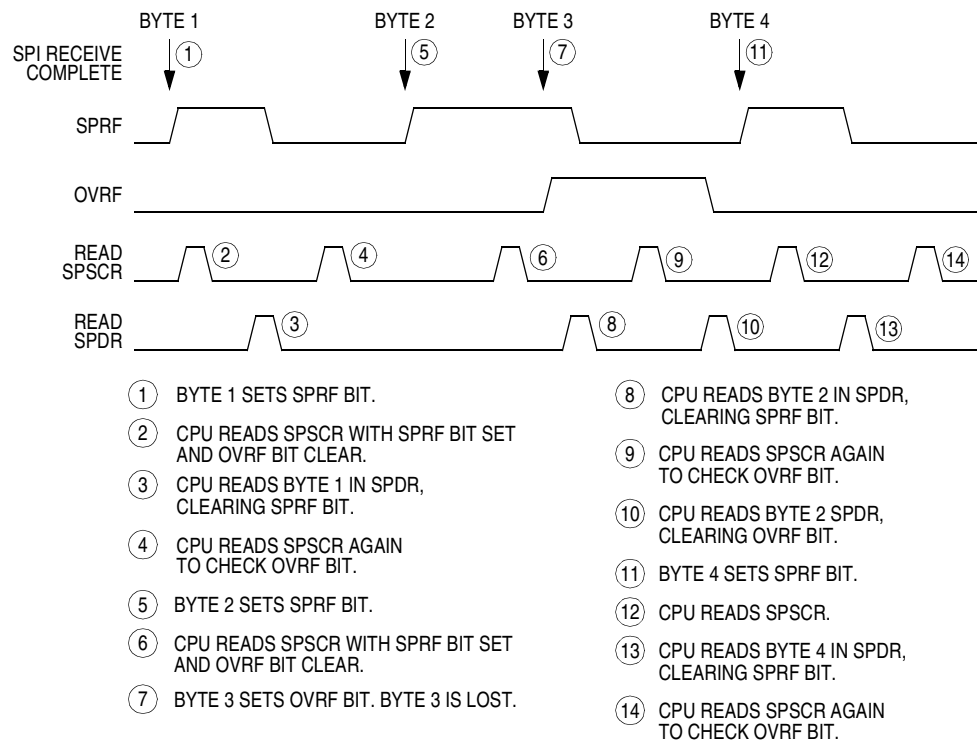 BYTE 1 BYTE 2 BYTE 3 BYTE 4
SPI RECEIVE
COMPLETE
1 5 7 11
SPRF
OVRF
READ
SPSCR
2 4 6 9 12 14
READ
SPDR
3 8 10 13
1 BYTE 1 SETS SPRF BIT.
2 CPU READS SPSCR WITH SPRF BIT SET
AND OVRF BIT CLEAR.
3 CPU READS BYTE 1 IN SPDR,
CLEARING SPRF BIT.
4 CPU READS SPSCR AGAIN
TO CHECK OVRF BIT.
5 BYTE 2 SETS SPRF BIT.
6 CPU READS SPSCR WITH SPRF BIT SET
AND OVRF BIT CLEAR.
7 BYTE 3 SETS OVRF BIT. BYTE 3 IS LOST.
8 CPU READS BYTE 2 IN SPDR,
CLEARING SPRF BIT.
9 CPU READS SPSCR AGAIN
TO CHECK OVRF BIT.
10 CPU READS BYTE 2 SPDR,
CLEARING OVRF BIT.
11 BYTE 4 SETS SPRF BIT.
12 CPU READS SPSCR.
13 CPU READS BYTE 4 IN SPDR,
CLEARING SPRF BIT.
14 CPU READS SPSCR AGAIN
TO CHECK OVRF BIT.